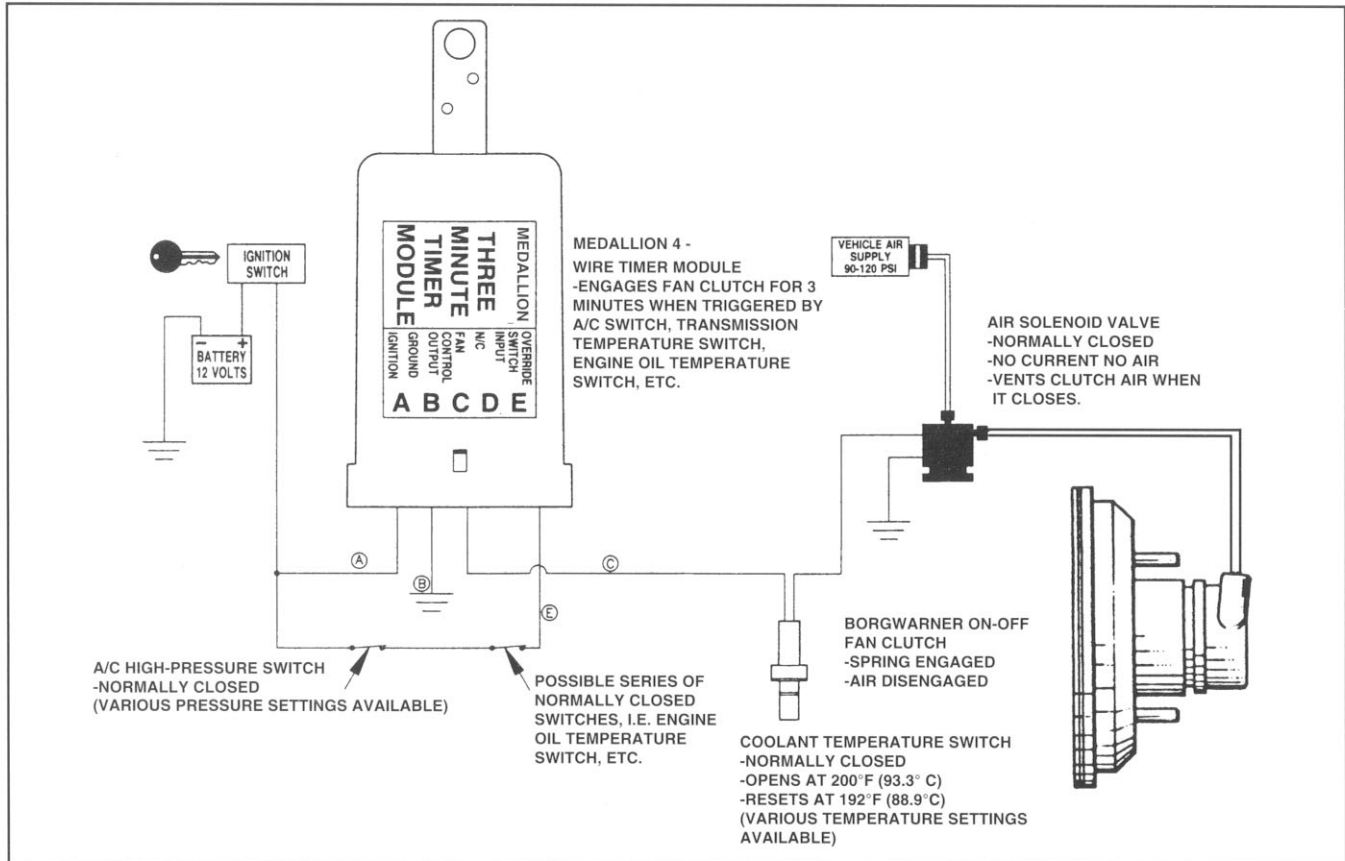 IGNITION
SWITCH
BATTERY
12 VOLTS
- +
MEDALLION
THREE
MINUTE
TIMER
MODULE
OVERRIDE
SWITCH
INPUT
N/C
FAN
CONTROL
OUTPUT
GROUND
IGNITION
A B C D E
MEDALLION 4 -
WIRE TIMER MODULE
-ENGAGES FAN CLUTCH FOR 3
MINUTES WHEN TRIGGERED BY
A/C SWITCH, TRANSMISSION
TEMPERATURE SWITCH,
ENGINE OIL TEMPERATURE
SWITCH, ETC.
VEHICLE AIR
SUPPLY
90-120 PSI
AIR SOLENOID VALVE
-NORMALLY CLOSED
-NO CURRENT NO AIR
-VENTS CLUTCH AIR WHEN
IT CLOSES.
A
B
C
E
A/C HIGH-PRESSURE SWITCH
-NORMALLY CLOSED
(VARIOUS PRESSURE SETTINGS AVAILABLE)
POSSIBLE SERIES OF
NORMALLY CLOSED
SWITCHES, I.E. ENGINE
OIL TEMPERATURE
SWITCH, ETC.
BORGWARNER ON-OFF
FAN CLUTCH
-SPRING ENGAGED
-AIR DISENGAGED
COOLANT TEMPERATURE SWITCH
-NORMALLY CLOSED
-OPENS AT 200°F (93.3° C)
-RESETS AT 192°F (88.9°C)
(VARIOUS TEMPERATURE SETTINGS
AVAILABLE)